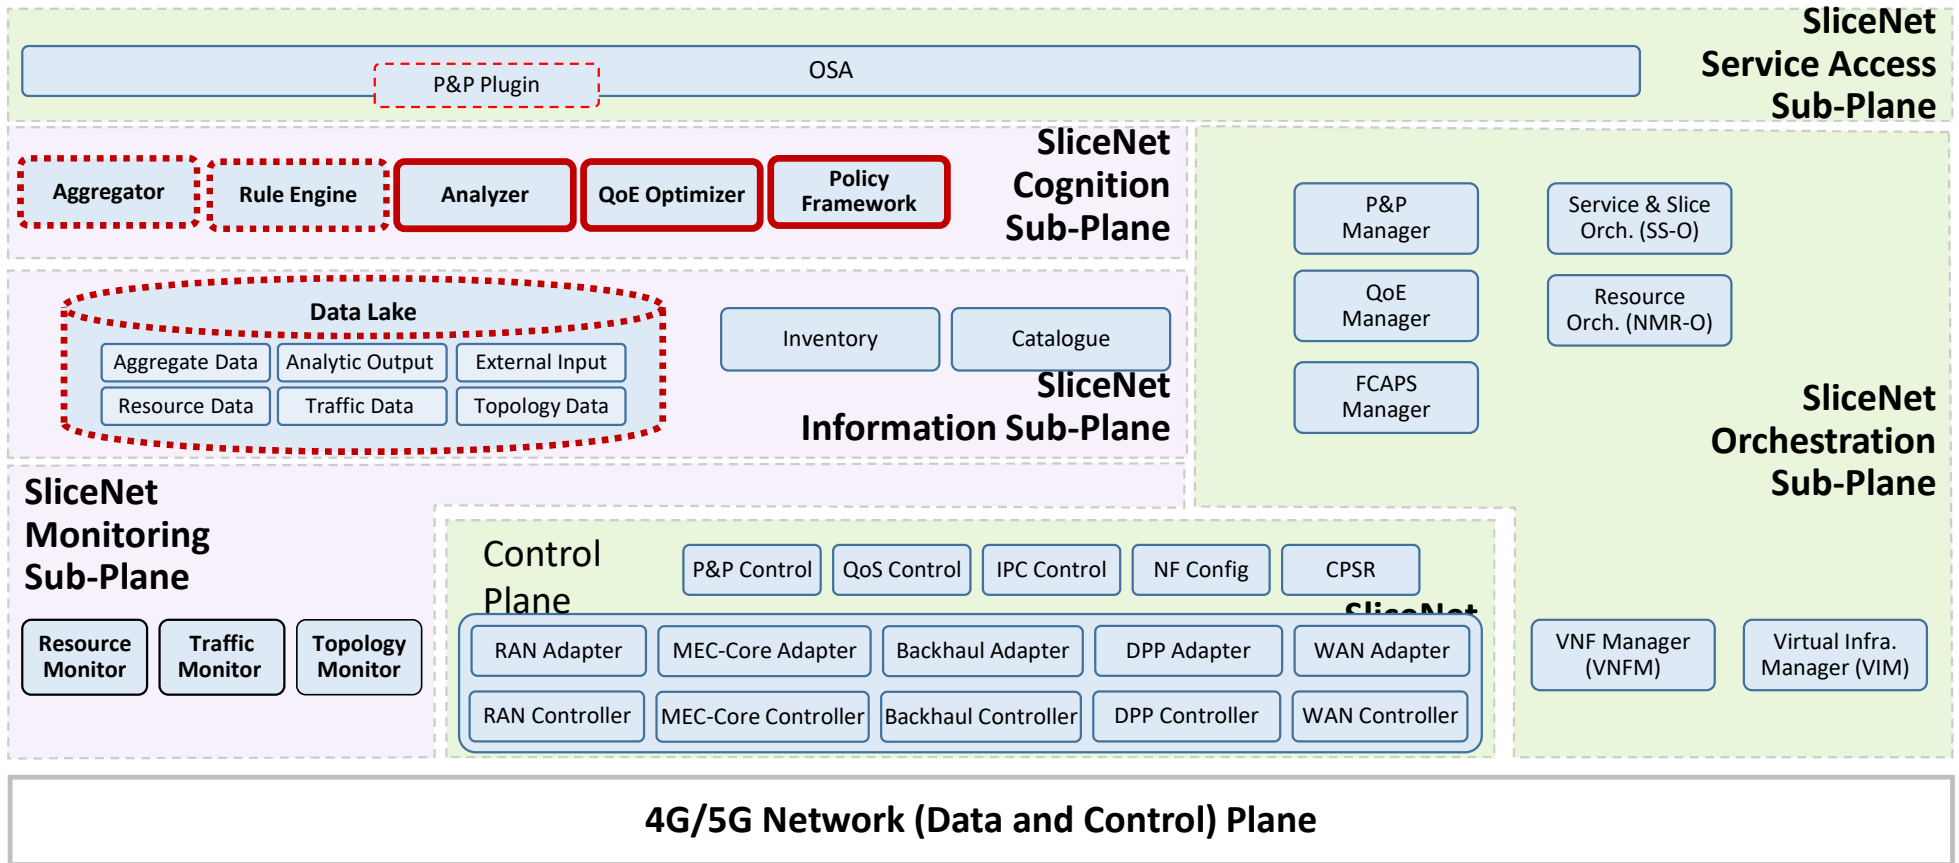 SliceNet
Service Access
Sub-Plane
OSA
P&P Plugin
SliceNet
Cognition
Sub-Plane
Aggregator
Rule Engine
Analyzer
QoE Optimizer
Policy
Framework
P&P
Manager
Service & Slice
Orch. (SS-O)
QoE
Manager
Resource
Orch. (NMR-O)
FCAPS
Manager
SliceNet
Orchestration
Sub-Plane
Data Lake
Aggregate Data
Analytic Output
External Input
Resource Data
Traffic Data
Topology Data
Inventory
Catalogue
SliceNet
Information Sub-Plane
SliceNet
Monitoring
Sub-Plane
Resource
Monitor
Traffic
Monitor
Topology
Monitor
Control
Plane
P&P Control
QoS Control
IPC Control
NF Config
CPSR
SliceNet
RAN Adapter
MEC-Core Adapter
Backhaul Adapter
DPP Adapter
WAN Adapter
RAN Controller
MEC-Core Controller
Backhaul Controller
DPP Controller
WAN Controller
VNF Manager
(VNFM)
Virtual Infra.
Manager (VIM)
4G/5G Network (Data and Control) Plane